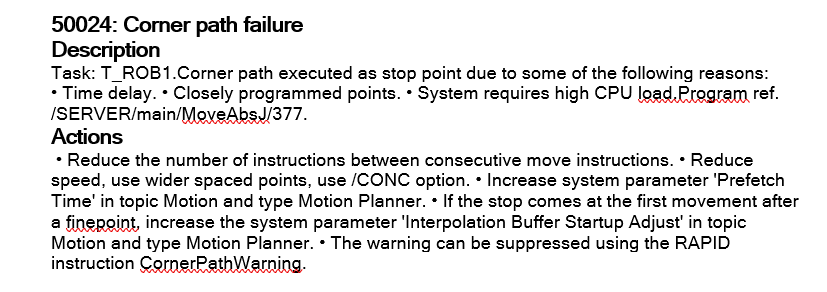 50024: Corner path failure
Description
Task: T_ROB1.Corner path executed as stop point due to some of the following reasons:
• Time delay. • Closely programmed points. • System requires high CPU load.Program ref.
/SERVER/main/MoveAbsJ/377.
Actions
• Reduce the number of instructions between consecutive move instructions. • Reduce
speed, use wider spaced points, use /CONC option. • Increase system parameter 'Prefetch
Time' in topic Motion and type Motion Planner. • If the stop comes at the first movement after
a finepoint, increase the system parameter 'Interpolation Buffer Startup Adjust' in topic
Motion and type Motion Planner. • The warning can be suppressed using the RAPID
instruction CornerPathWarning.